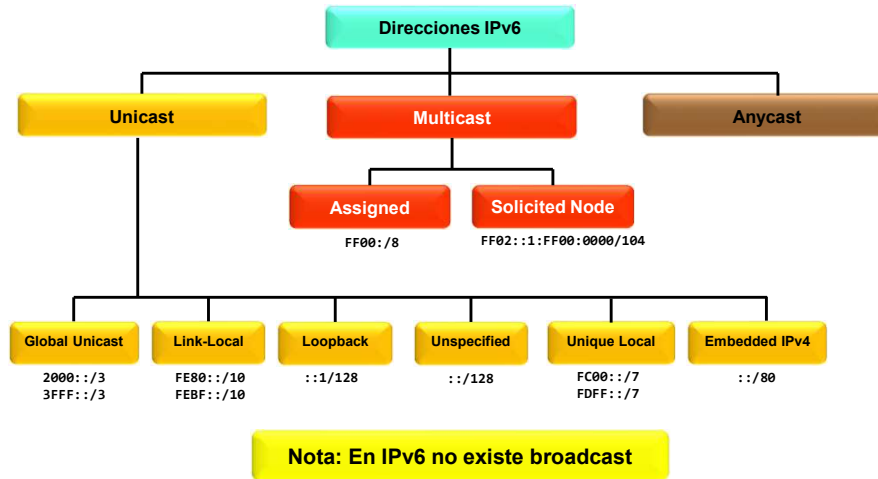 Direcciones IPv6
Unicast
Multicast
Anycast
Assigned
Solicited Node
FF00:/8
FF02::1:FF00:0000/104
Global Unicast
Link-Local
Loopback
Unspecified
Unique Local
Embedded IPv4
2000::/3
3FFF::/3
FE80::/10
FEBF::/10
::1/128
::/128
FC00::/7
FDFF::/7
::/80
Nota: En IPv6 no existe broadcast